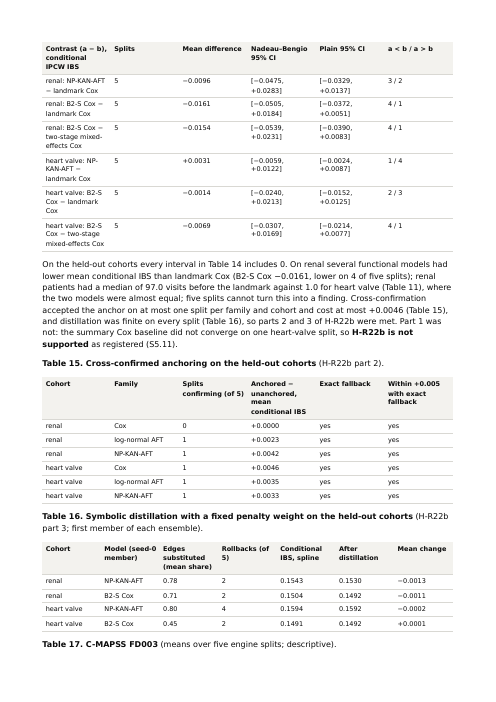 Contrast (a − b), conditional IPCW IBS | Splits | Mean difference | Nadeau–Bengio 95% CI | Plain 95% CI | a < b / a > b
renal: NP-KAN-AFT − landmark Cox | 5 | −0.0096 | [−0.0475, +0.0283] | [−0.0329, +0.0137] | 3 / 2
renal: B2-S Cox − landmark Cox | 5 | −0.0161 | [−0.0505, +0.0184] | [−0.0372, +0.0051] | 4 / 1
renal: B2-S Cox − two-stage mixed-effects Cox | 5 | −0.0154 | [−0.0539, +0.0231] | [−0.0390, +0.0083] | 4 / 1
heart valve: NP-KAN-AFT − landmark Cox | 5 | +0.0031 | [−0.0059, +0.0122] | [−0.0024, +0.0087] | 1 / 4
heart valve: B2-S Cox − landmark Cox | 5 | −0.0014 | [−0.0240, +0.0213] | [−0.0152, +0.0125] | 2 / 3
heart valve: B2-S Cox − two-stage mixed-effects Cox | 5 | −0.0069 | [−0.0307, +0.0169] | [−0.0214, +0.0077] | 4 / 1
On the held-out cohorts every interval in Table 14 includes 0. On renal several functional models had
lower mean conditional IBS than landmark Cox (B2-S Cox −0.0161, lower on 4 of five splits); renal
patients had a median of 97.0 visits before the landmark against 1.0 for heart valve (Table 11), where
the two models were almost equal; five splits cannot turn this into a finding. Cross-confirmation
accepted the anchor on at most one split per family and cohort and cost at most +0.0046 (Table 15),
and distillation was finite on every split (Table 16), so parts 2 and 3 of H-R22b were met. Part 1 was
not: the summary Cox baseline did not converge on one heart-valve split, so H-R22b is not
supported as registered (S5.11).
Table 15. Cross-confirmed anchoring on the held-out cohorts (H-R22b part 2).
Cohort | Family | Splits confirming (of 5) | Anchored − unanchored, mean conditional IBS | Exact fallback | Within +0.005 with exact fallback
renal | Cox | 0 | +0.0000 | yes | yes
renal | log-normal AFT | 1 | +0.0023 | yes | yes
renal | NP-KAN-AFT | 1 | +0.0042 | yes | yes
heart valve | Cox | 1 | +0.0046 | yes | yes
heart valve | log-normal AFT | 1 | +0.0035 | yes | yes
heart valve | NP-KAN-AFT | 1 | +0.0033 | yes | yes
Table 16. Symbolic distillation with a fixed penalty weight on the held-out cohorts (H-R22b
part 3; first member of each ensemble).
Cohort | Model (seed-0 member) | Edges substituted (mean share) | Rollbacks (of 5) | Conditional IBS, spline | After distillation | Mean change
renal | NP-KAN-AFT | 0.78 | 2 | 0.1543 | 0.1530 | −0.0013
renal | B2-S Cox | 0.71 | 2 | 0.1504 | 0.1492 | −0.0011
heart valve | NP-KAN-AFT | 0.80 | 4 | 0.1594 | 0.1592 | −0.0002
heart valve | B2-S Cox | 0.45 | 2 | 0.1491 | 0.1492 | +0.0001
Table 17. C-MAPSS FD003 (means over five engine splits; descriptive).